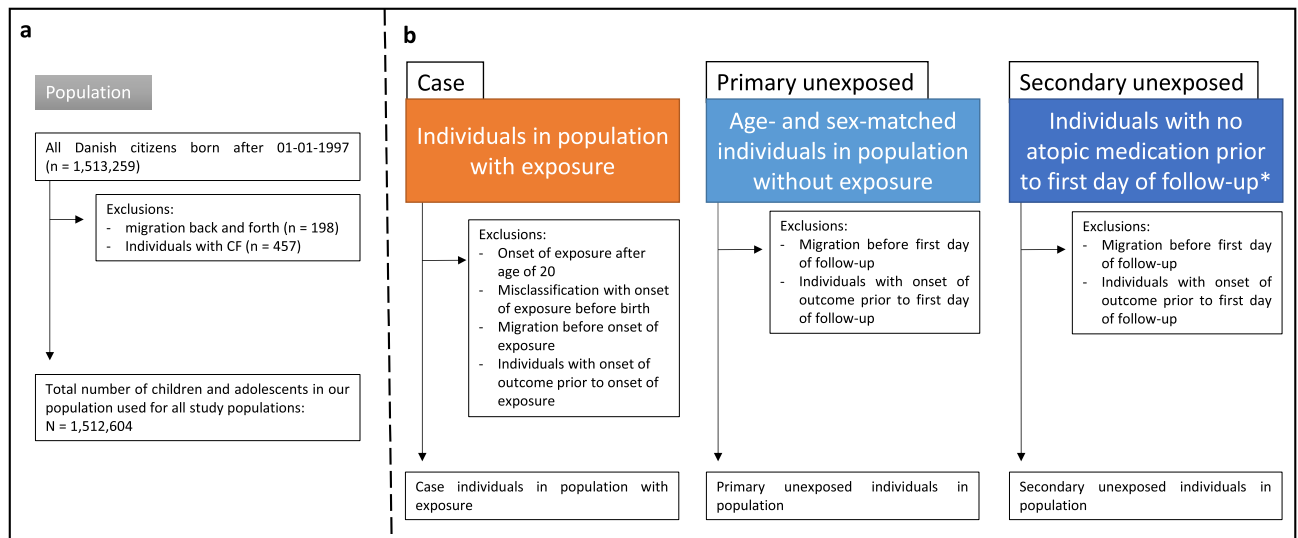 a
Population
All Danish citizens born after 01-01-1997
(n = 1,513,259)
Exclusions:
- migration back and forth (n = 198)
- Individuals with CF (n = 457)
Total number of children and adolescents in our
population used for all study populations:
N = 1,512,604
b
Case
Individuals in population
with exposure
Exclusions:
- Onset of exposure after
age of 20
- Misclassification with onset
of exposure before birth
- Migration before onset of
exposure
- Individuals with onset of
outcome prior to onset of
exposure
Case individuals in population with
exposure
Primary unexposed
Age- and sex-matched
individuals in population
without exposure
Exclusions:
- Migration before first day
of follow-up
- Individuals with onset of
outcome prior to first day
of follow-up
Primary unexposed individuals in
population
Secondary unexposed
Individuals with no
atopic medication prior
to first day of follow-up*
Exclusions:
- Migration before first day
of follow-up
- Individuals with onset of
outcome prior to first day
of follow-up
Secondary unexposed individuals in
population